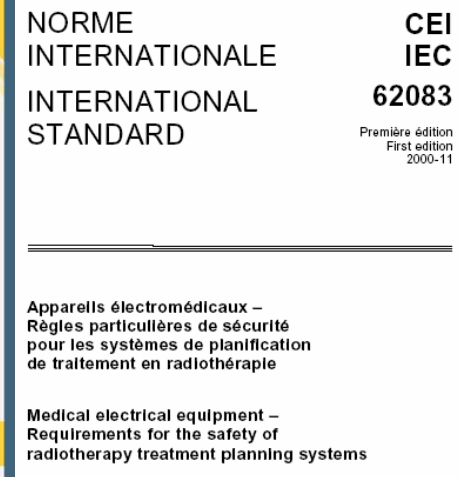 NORME
INTERNATIONALE
CEI
IEC
INTERNATIONAL
STANDARD
62083
Première édition
First edition
2000-11
Appareils électromédicaux –
Règles particulières de sécurité
pour les systèmes de planification
de traitement en radiothérapie
Medical electrical equipment –
Requirements for the safety of
radiotherapy treatment planning systems